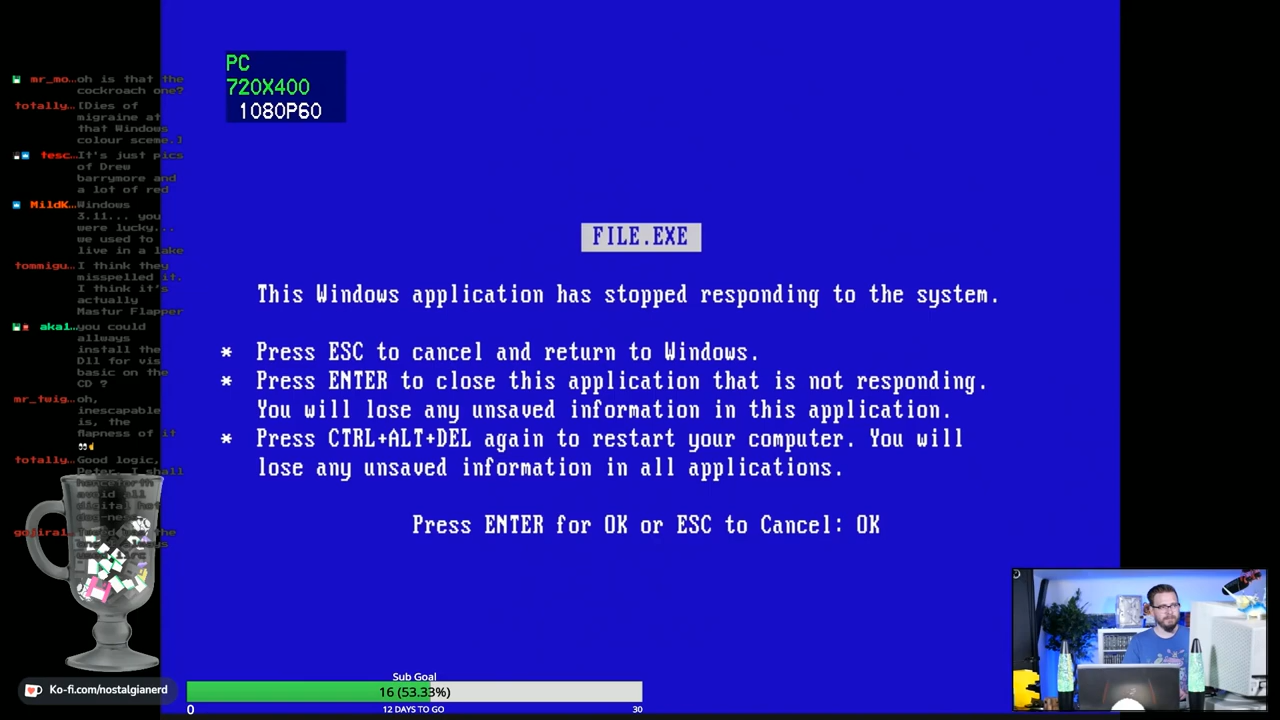 PC
720X400
1080P60
mr_mo... oh is that the
cockroach one?
totally... [Dies of
migraine at
that Windows
colour sceme.]
tesc... It's just pics
of Drew
barrymore and
a lot of red
MildK... Windows
3.11... you
were lucky...
we used to
live in a lake
tommigu... I think they
misspelled it.
I think it's
actually
Mastur Flapper
aka1... you could
allways
install the
Dll for vis
basic on the
CD ?
mr_twig... oh,
inescapable
is, the
flapness of it
totally... Good logic,
Peter. I shall
henceforth
avoid all
digital hot
FILE.EXE
This Windows application has stopped responding to the system.
* Press ESC to cancel and return to Windows.
* Press ENTER to close this application that is not responding.
You will lose any unsaved information in this application.
* Press CTRL+ALT+DEL again to restart your computer. You will
lose any unsaved information in all applications.
Press ENTER for OK or ESC to Cancel: OK
Ko-fi.com/nostalgianerd
Sub Goal
16 (53.33%)
0
12 DAYS TO GO
30